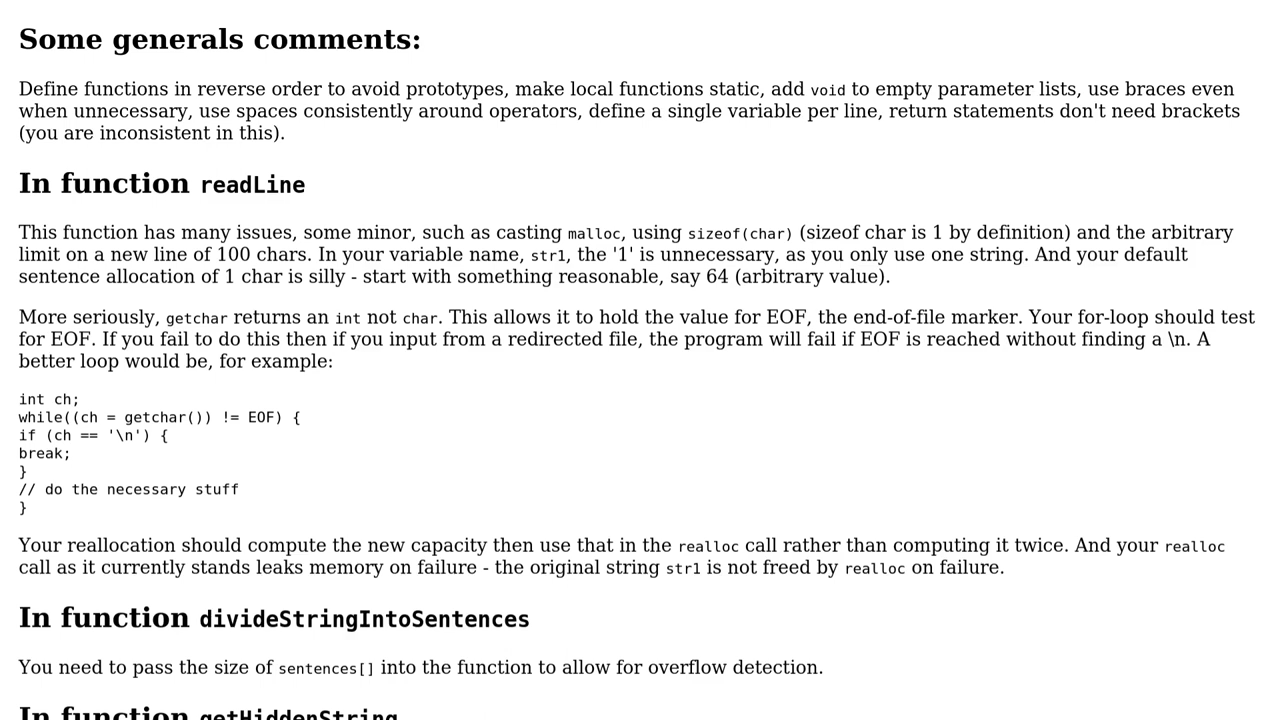 Some generals comments:
Define functions in reverse order to avoid prototypes, make local functions static, add void to empty parameter lists, use braces even
when unnecessary, use spaces consistently around operators, define a single variable per line, return statements don't need brackets
(you are inconsistent in this).
In function readLine
This function has many issues, some minor, such as casting malloc, using sizeof(char) (sizeof char is 1 by definition) and the arbitrary
limit on a new line of 100 chars. In your variable name, str1, the '1' is unnecessary, as you only use one string. And your default
sentence allocation of 1 char is silly - start with something reasonable, say 64 (arbitrary value).
More seriously, getchar returns an int not char. This allows it to hold the value for EOF, the end-of-file marker. Your for-loop should test
for EOF. If you fail to do this then if you input from a redirected file, the program will fail if EOF is reached without finding a \n. A
better loop would be, for example:
int ch;
while((ch = getchar()) != EOF) {
if (ch == '\n') {
break;
}
// do the necessary stuff
}
Your reallocation should compute the new capacity then use that in the realloc call rather than computing it twice. And your realloc
call as it currently stands leaks memory on failure - the original string str1 is not freed by realloc on failure.
In function divideStringIntoSentences
You need to pass the size of sentences[] into the function to allow for overflow detection.
In function getHiddenString